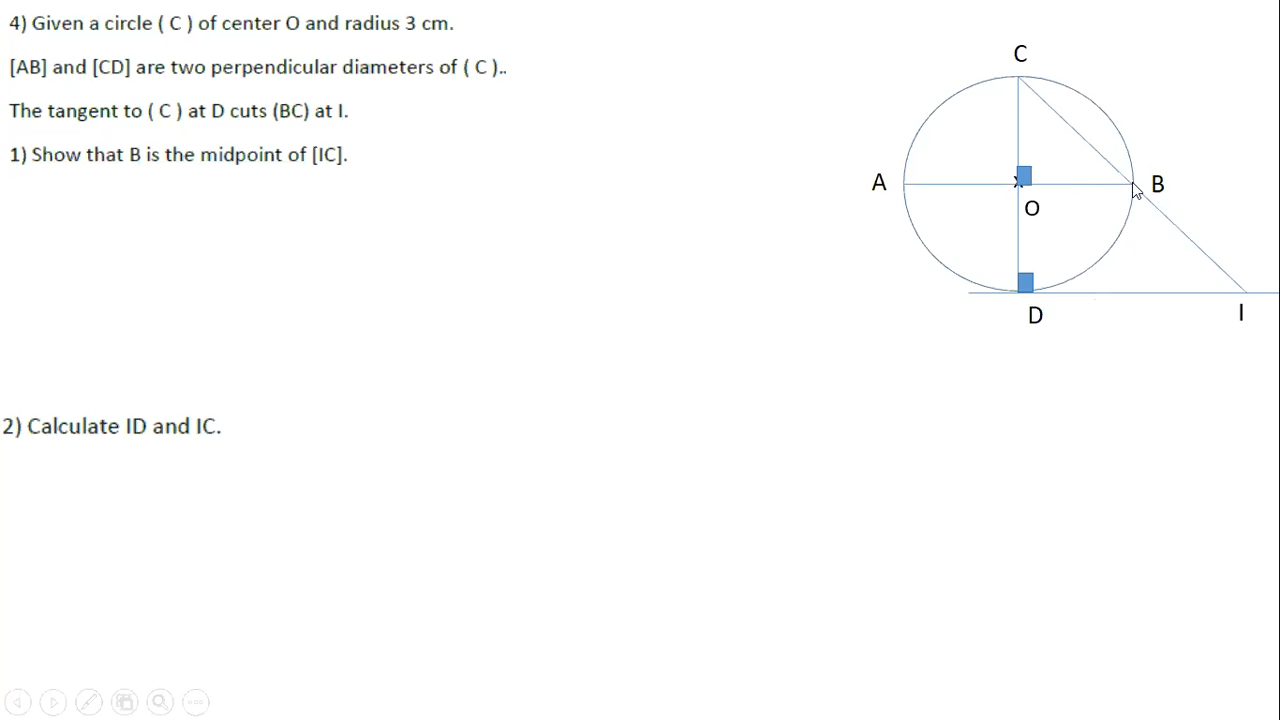 4) Given a circle ( C ) of center O and radius 3 cm.
[AB] and [CD] are two perpendicular diameters of ( C )..
The tangent to ( C ) at D cuts (BC) at I.
1) Show that B is the midpoint of [IC].
C
A
B
O
D
I
2) Calculate ID and IC.